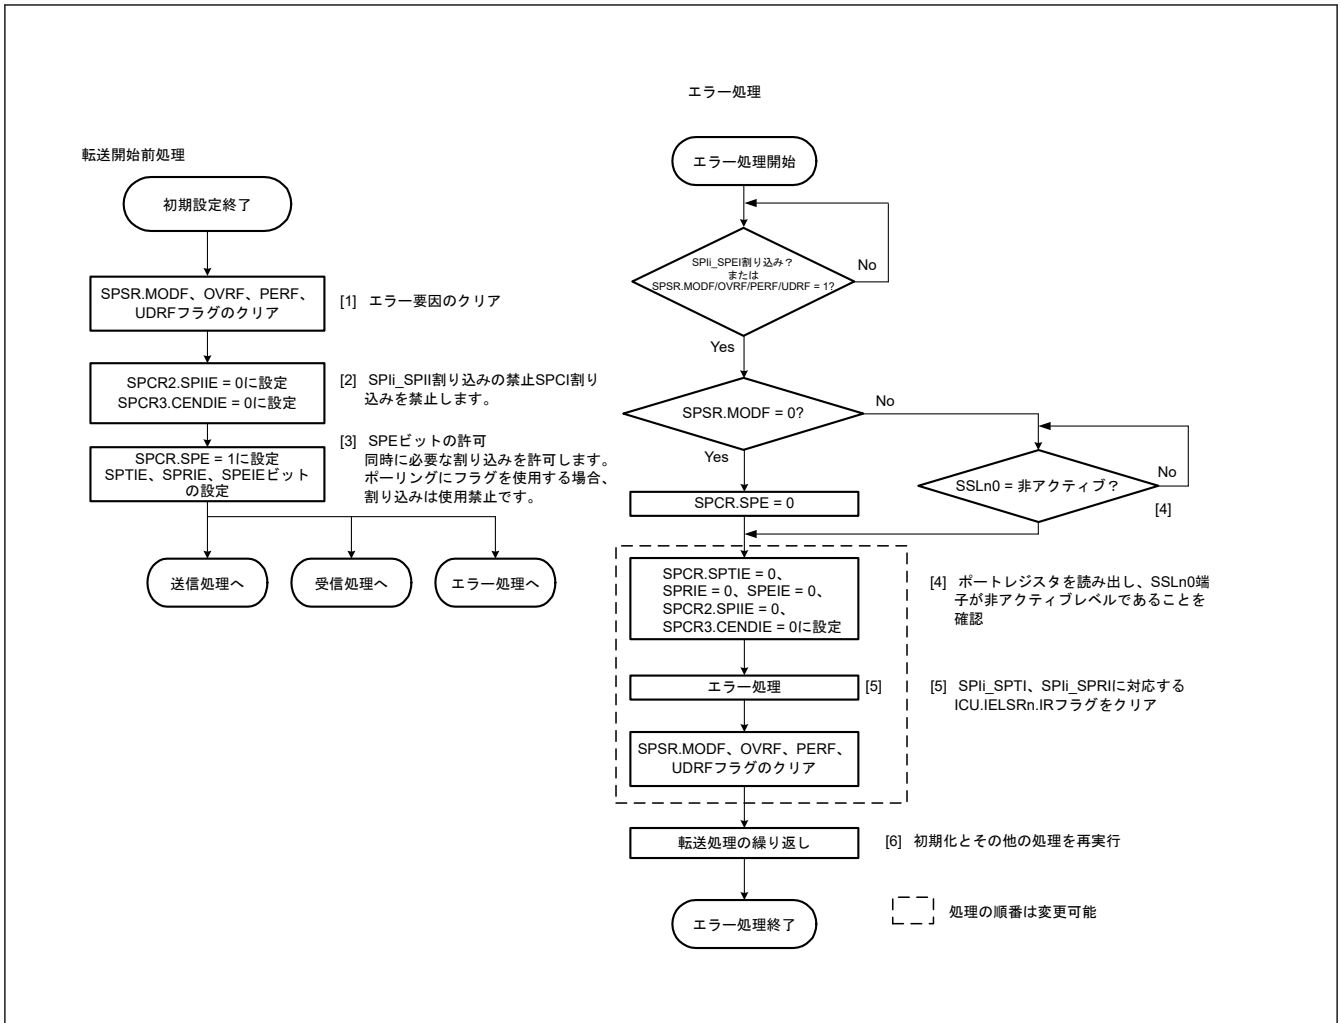 転送開始前処理
初期設定終了
SPSR.MODF、OVRF、PERF、
UDRFフラグのクリア
[1] エラー要因のクリア
SPCR2.SPIIE = 0に設定
SPCR3.CENDIE = 0に設定
[2] SPIi_SPII割り込みの禁止SPCI割り
込みを禁止します。
SPCR.SPE = 1に設定
SPTIE、SPRIE、SPEIEビット
の設定
[3] SPEビットの許可
同時に必要な割り込みを許可します。
ポーリングにフラグを使用する場合、
割り込みは使用禁止です。
送信処理へ
受信処理へ
エラー処理へ
エラー処理
エラー処理開始
SPIi_SPEI割り込み？
または
SPSR.MODF/OVRF/PERF/UDRF = 1?
No
Yes
SPSR.MODF = 0?
No
Yes
SSLn0 = 非アクティブ？
No
[4]
SPCR.SPE = 0
SPCR.SPTIE = 0、
SPRIE = 0、SPEIE = 0、
SPCR2.SPIIE = 0、
SPCR3.CENDIE = 0に設定
[4] ポートレジスタを読み出し、SSLn0端
子が非アクティブレベルであることを
確認
エラー処理
[5]
[5] SPIi_SPTI、SPIi_SPRIに対応する
ICU.IELSRn.IRフラグをクリア
SPSR.MODF、OVRF、PERF、
UDRFフラグのクリア
転送処理の繰り返し
[6] 初期化とその他の処理を再実行
エラー処理終了
処理の順番は変更可能